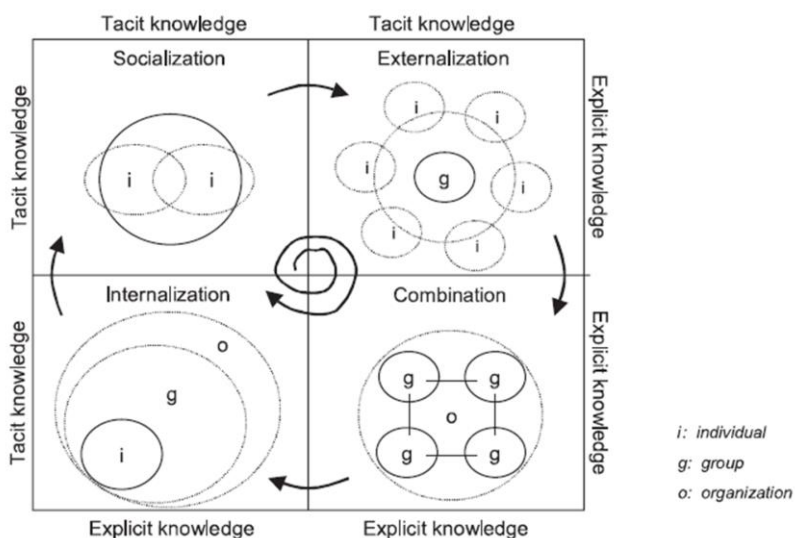 Tacit knowledge
Tacit knowledge
Socialization
Externalization
Tacit knowledge
Explicit knowledge
i
i
i
i
i
g
i
i
i
Internalization
Combination
Tacit knowledge
Explicit knowledge
o
g
i
g
g
o
g
g
Explicit knowledge
Explicit knowledge
i: individual
g: group
o: organization